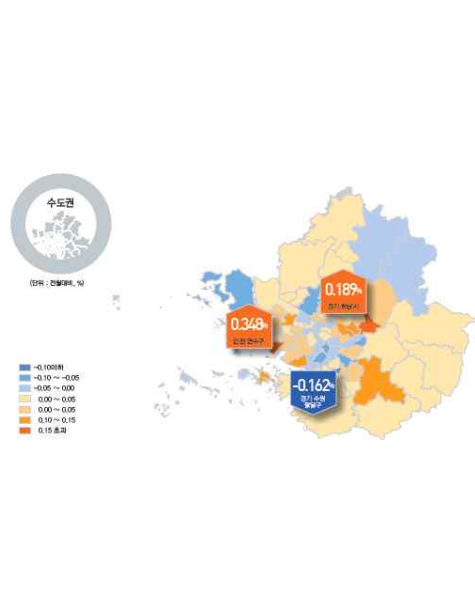 수도권
(단위 : 전월대비, %)
0.189%
경기 하남시
0.348%
인천 연수구
-0.162%
경기 수원
팔달구
-0.10이하
-0.10 ~ -0.05
-0.05 ~ 0.00
0.00 ~ 0.05
0.00 ~ 0.05
0.10 ~ 0.15
0.15 초과